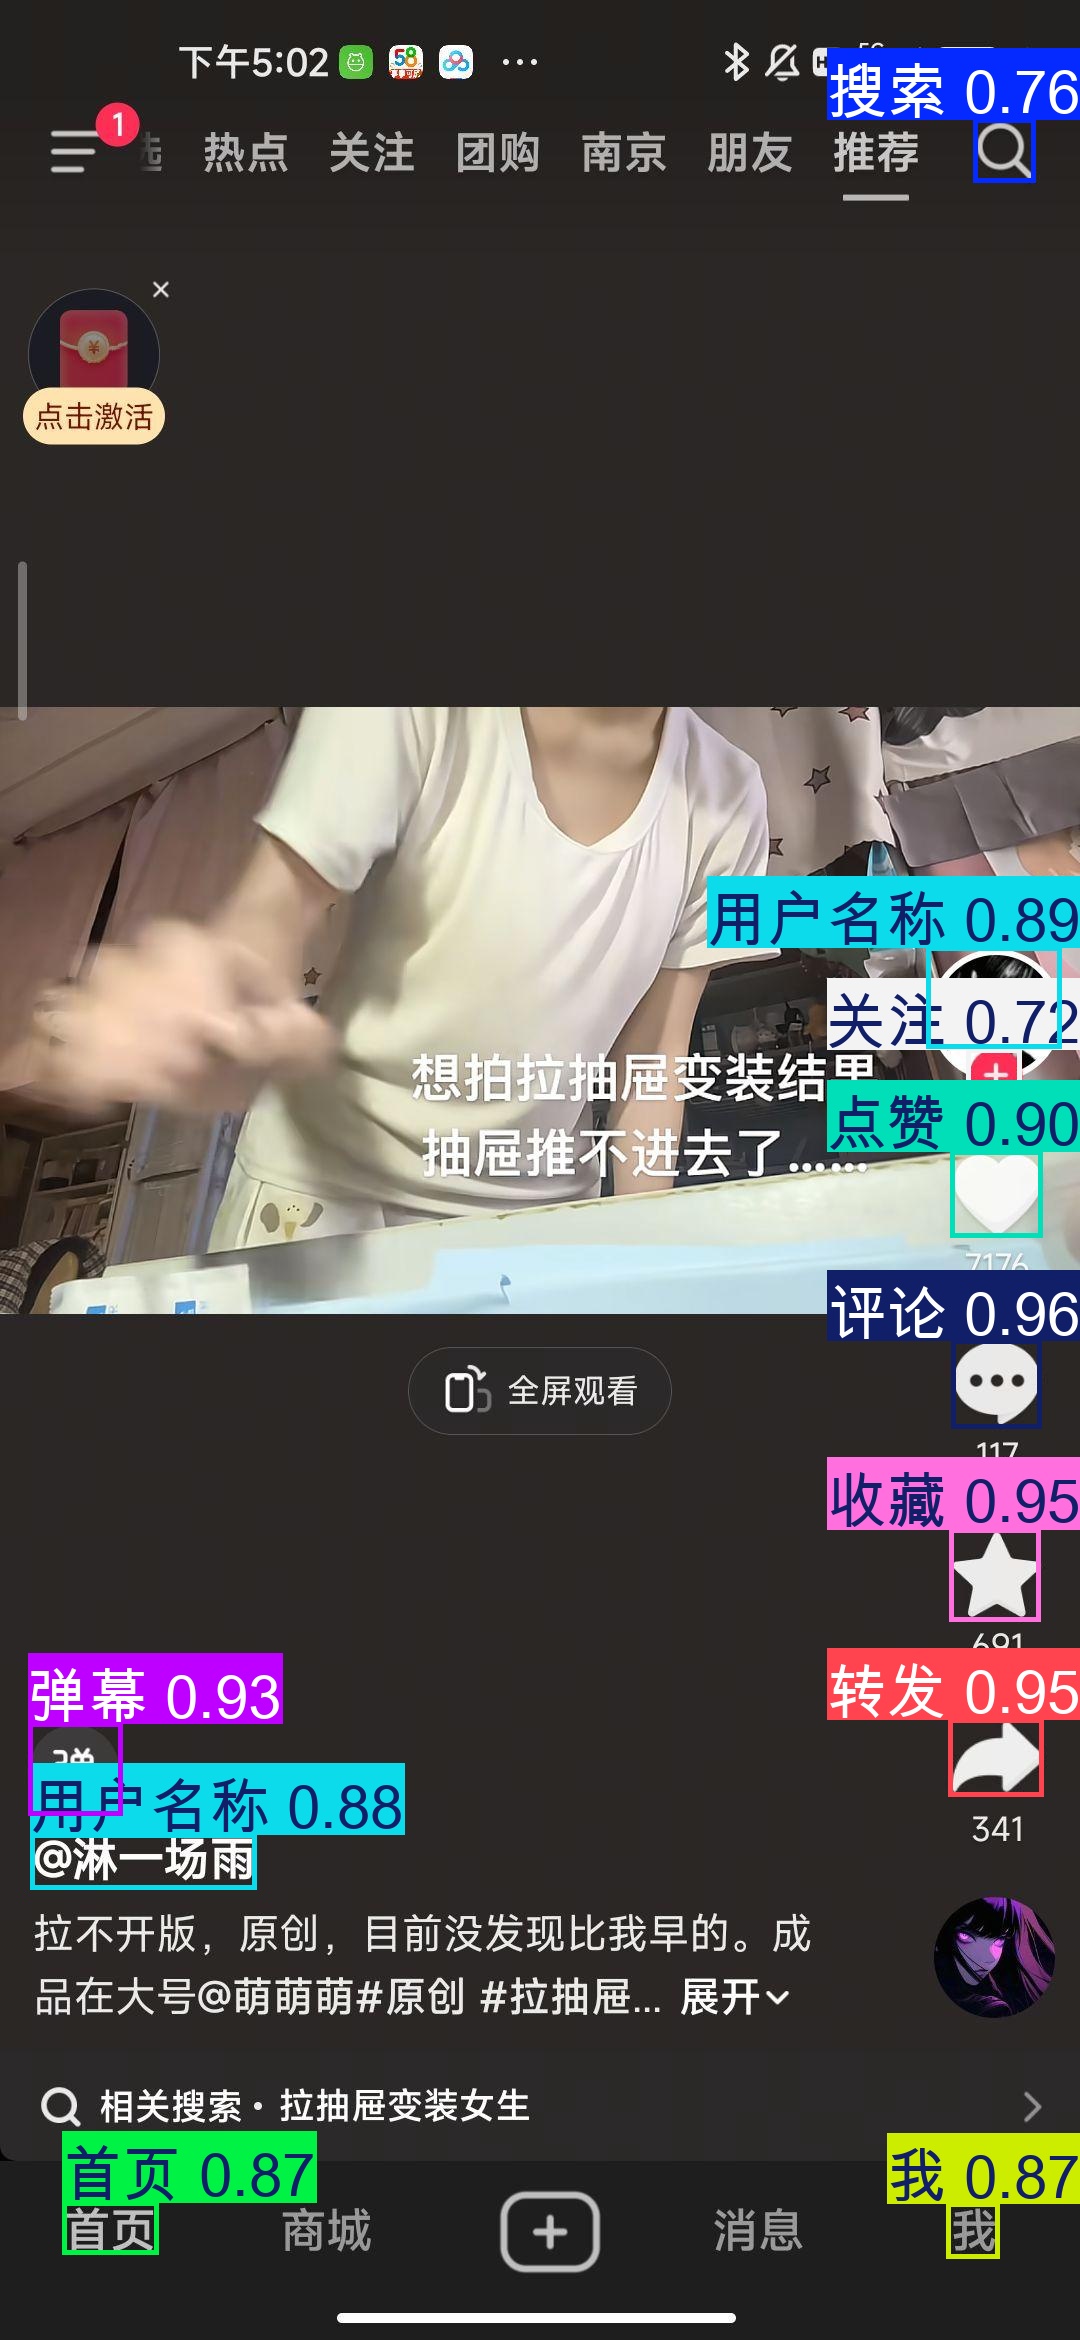 下午5:02
搜索 0.76
1
热点 关注 团购 南京 朋友 推荐
点击激活
用户名称 0.89
关注 0.72
想拍拉抽屉变装结果
点赞 0.90
抽屉推不进去了……
7176
评论 0.96
全屏观看
117
收藏 0.95
691
弹幕 0.93
转发 0.95
用户名称 0.88
341
@淋一场雨
拉不开版，原创，目前没发现比我早的。成
品在大号@萌萌萌#原创 #拉抽屉... 展开
相关搜索·拉抽屉变装女生
首页 0.87
我 0.87
首页 商城 消息 我